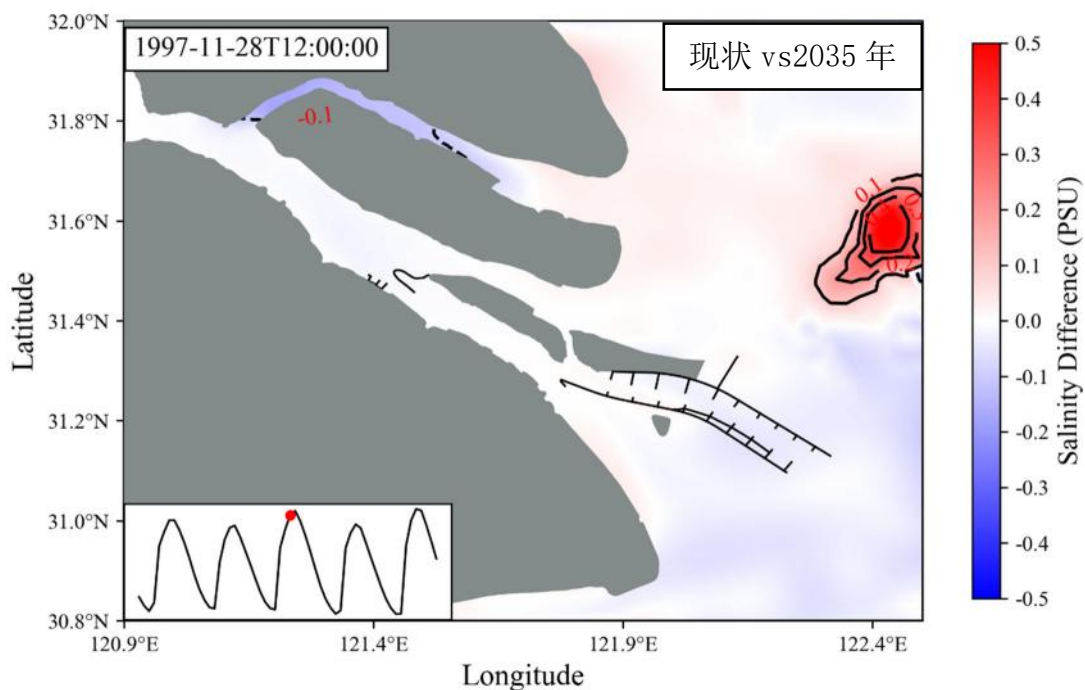 32.0°N
1997-11-28T12:00:00
现状 vs2035 年
31.8°N
-0.1
31.6°N
0.1
0.2
31.4°N
31.2°N
31.0°N
30.8°N
120.9°E
121.4°E
121.9°E
122.4°E
Latitude
Longitude
0.5
0.4
0.3
0.2
0.1
0.0
-0.1
-0.2
-0.3
-0.4
-0.5
Salinity Difference (PSU)